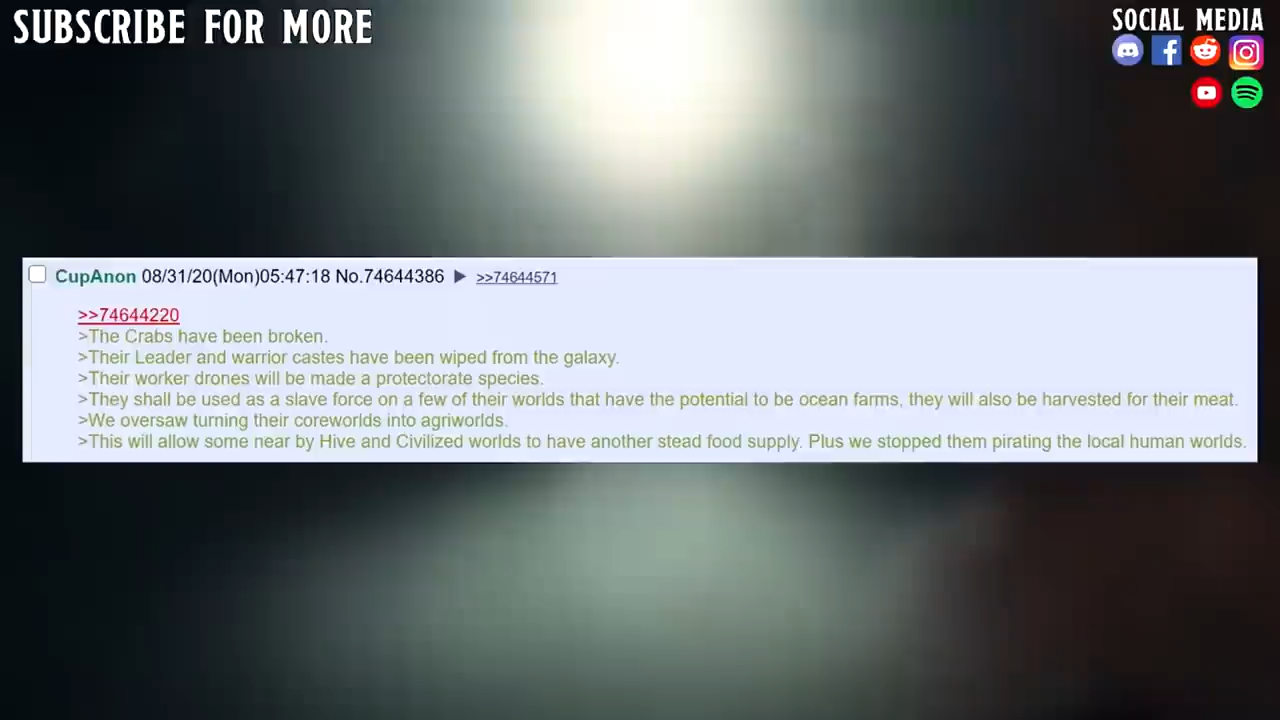 SUBSCRIBE FOR MORE
SOCIAL MEDIA
CupAnon 08/31/20(Mon)05:47:18 No.74644386 ▶ >>74644571
>>74644220
>The Crabs have been broken.
>Their Leader and warrior castes have been wiped from the galaxy.
>Their worker drones will be made a protectorate species.
>They shall be used as a slave force on a few of their worlds that have the potential to be ocean farms, they will also be harvested for their meat.
>We oversaw turning their coreworlds into agriworlds.
>This will allow some near by Hive and Civilized worlds to have another stead food supply. Plus we stopped them pirating the local human worlds.